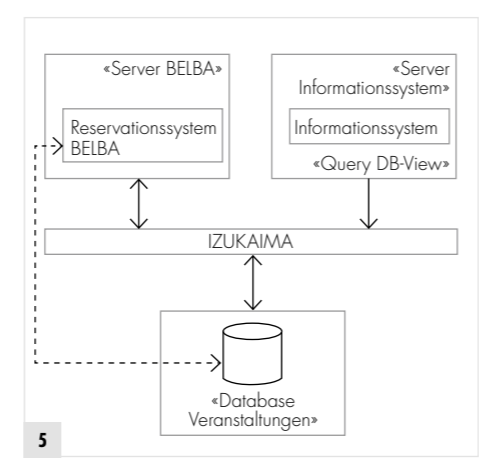 «Server BELBA»
Reservationssystem
BELBA
«Server
Informationssystem»
Informationssystem
«Query DB-View»
IZUKAIMA
«Database
Veranstaltungen»
5